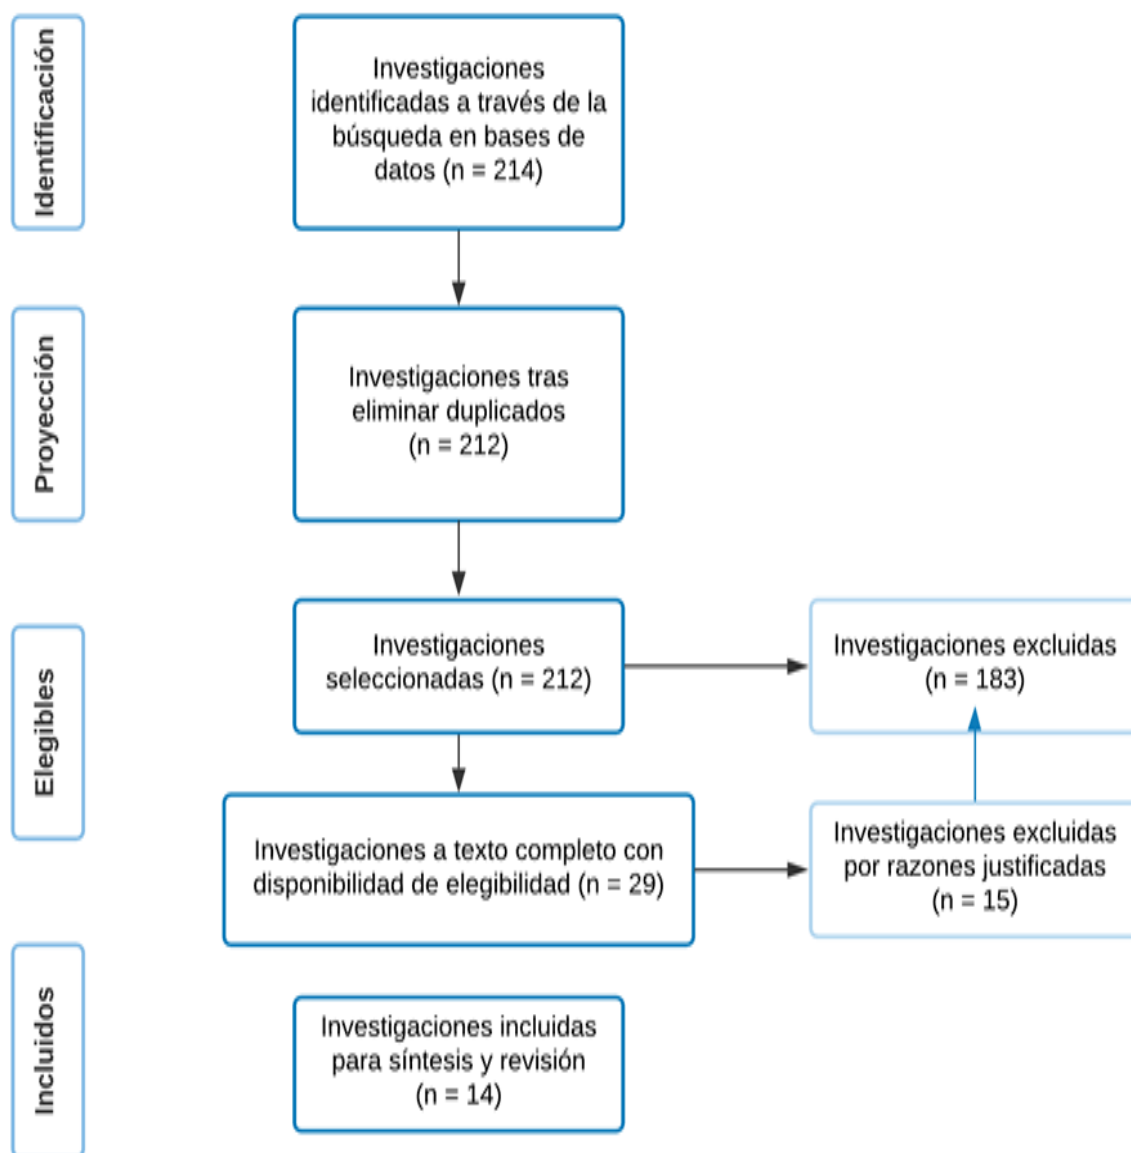 Identificación
Investigaciones
identificadas a través de la
búsqueda en bases de
datos (n = 214)
Proyección
Investigaciones tras
eliminar duplicados
(n = 212)
Elegibles
Investigaciones
seleccionadas (n = 212)
Investigaciones excluidas
(n = 183)
Investigaciones a texto completo con
disponibilidad de elegibilidad (n = 29)
Investigaciones excluidas
por razones justificadas
(n = 15)
Incluidos
Investigaciones incluidas
para síntesis y revisión
(n = 14)